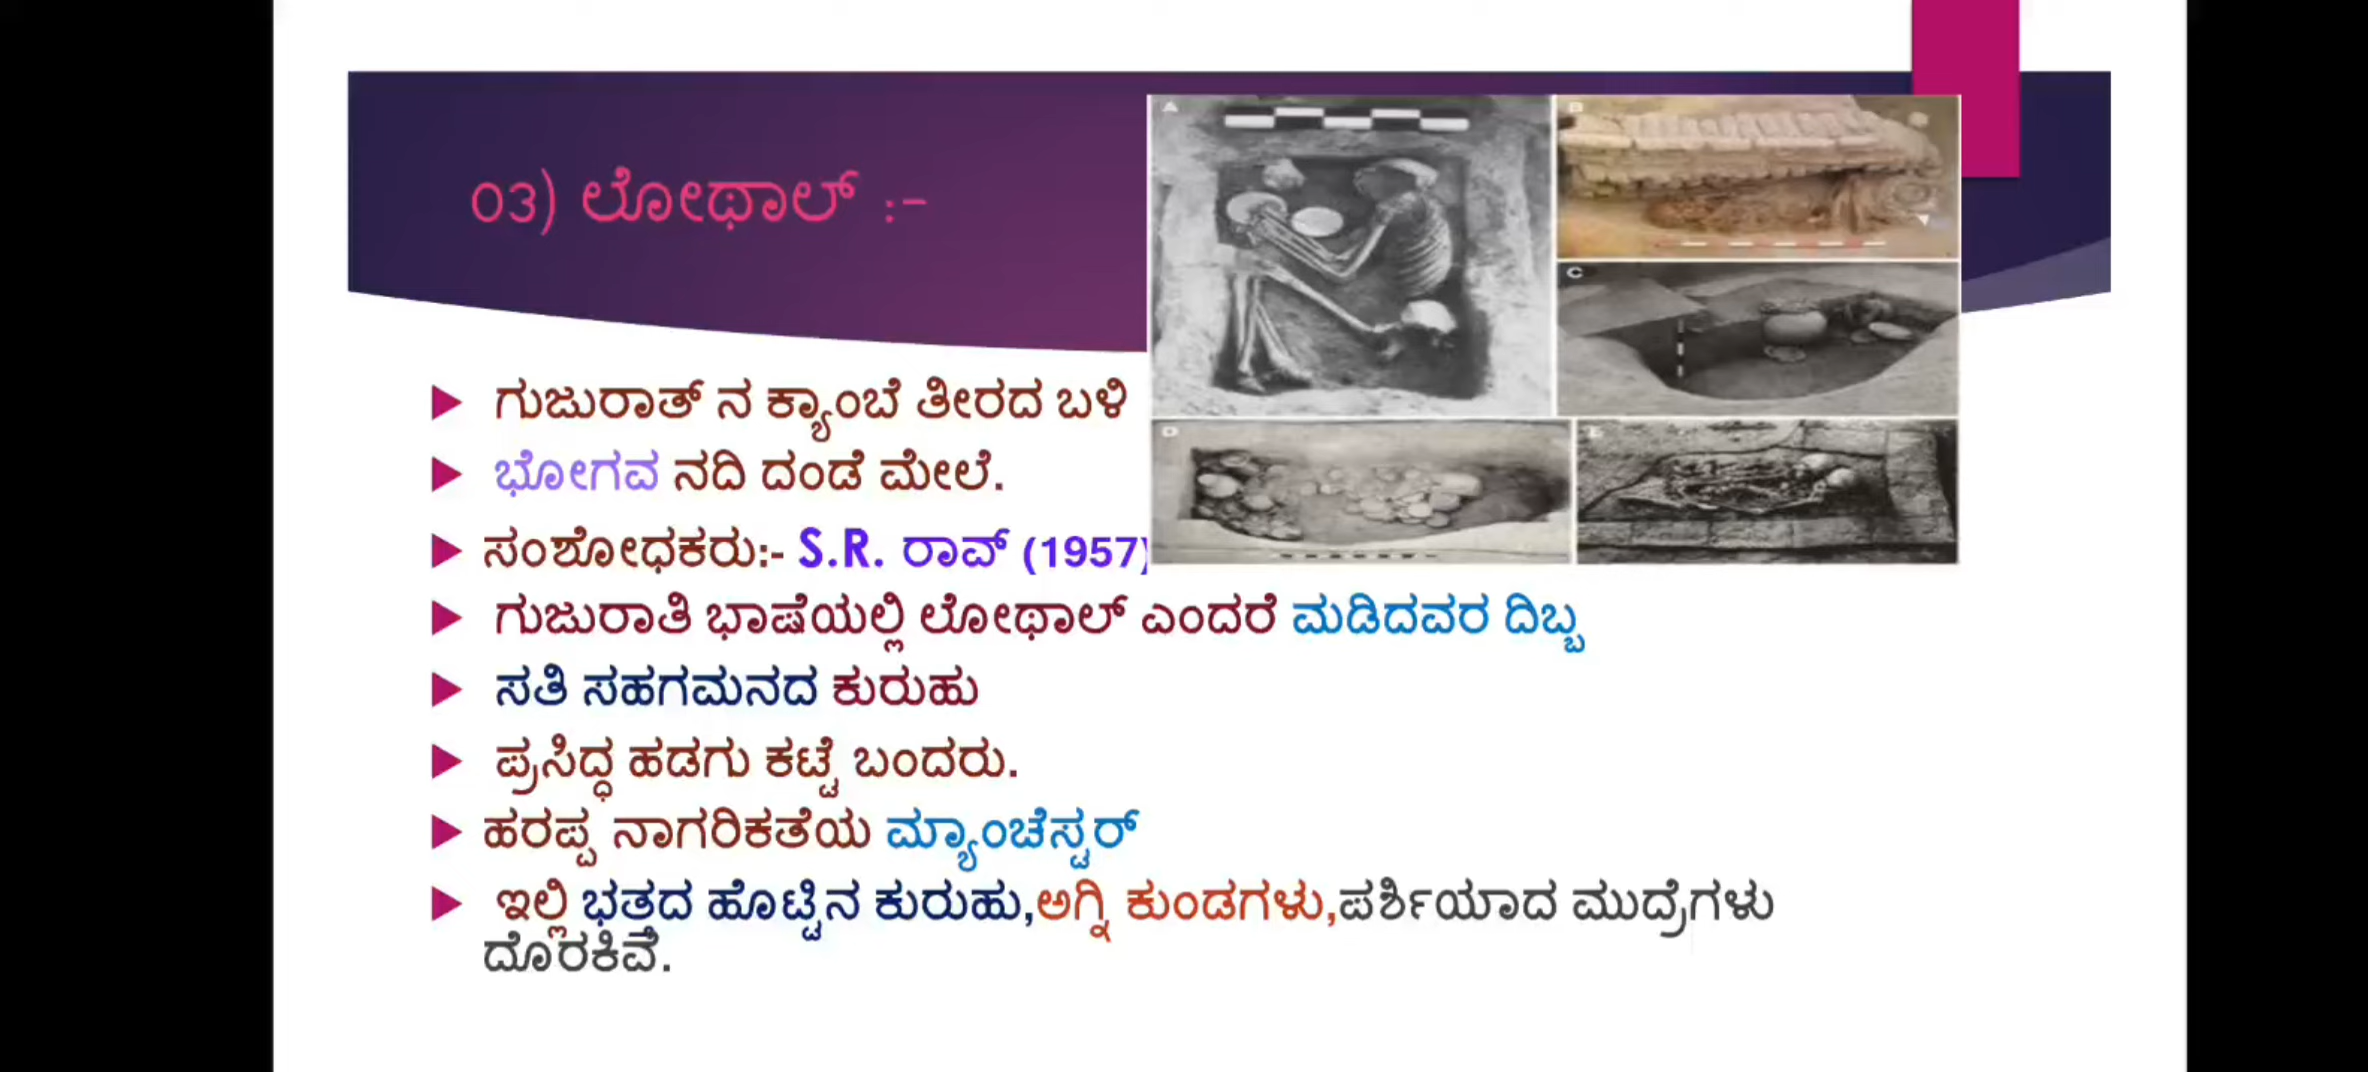 ೦೩) ಲೋಥಾಲ್ :-
A
B
C
D
E
ಗುಜುರಾತ್ ನ ಕ್ಯಾಂಬೆ ತೀರದ ಬಳಿ
ಭೋಗವ ನದಿ ದಂಡೆ ಮೇಲೆ.
ಸಂಶೋಧಕರು:- S.R. ರಾವ್ (1957)
ಗುಜುರಾತಿ ಭಾಷೆಯಲ್ಲಿ ಲೋಥಾಲ್ ಎಂದರೆ ಮಡಿದವರ ದಿಬ್ಬ
ಸತಿ ಸಹಗಮನದ ಕುರುಹು
ಪ್ರಸಿದ್ಧ ಹಡಗು ಕಟ್ಟೆ ಬಂದರು.
ಹರಪ್ಪ ನಾಗರಿಕತೆಯ ಮ್ಯಾಂಚೆಸ್ಟರ್
ಇಲ್ಲಿ ಭತ್ತದ ಹೊಟ್ಟಿನ ಕುರುಹು,ಅಗ್ನಿ ಕುಂಡಗಳು,ಪರ್ಶಿಯಾದ ಮುದ್ರೆಗಳು
ದೊರಕಿವೆ.